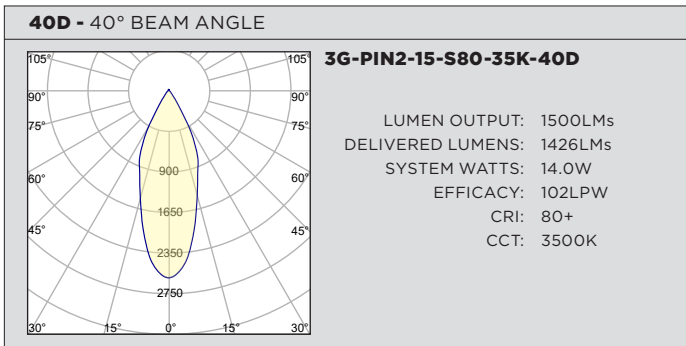 40D - 40° BEAM ANGLE
3G-PIN2-15-S80-35K-40D
LUMEN OUTPUT: 1500LMs
DELIVERED LUMENS: 1426LMs
SYSTEM WATTS: 14.0W
EFFICACY: 102LPW
CRI: 80+
CCT: 3500K
105° 105°
90° 90°
75° 75°
60° 900 60°
1650
45° 45°
2350
2750
30° 15° 0° 15° 30°